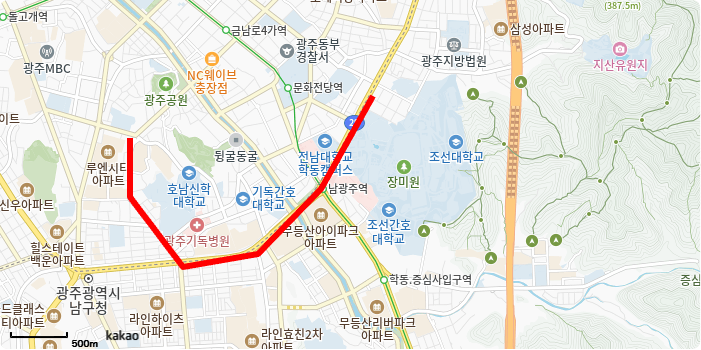 (387.5m)
돌고개역
금남로4가역
광주동부
경찰서
삼성아파트
광주MBC
NC웨이브
충장점
광주지방법원
지산유원지
광주공원
문화전당역
이트
뒹굴동굴
전남대학교
학동캠퍼스
조선대학교
루엔시티
아파트
호남신학
대학교
기독간호
대학교
남광주역
장미원
신우아파트
조선간호
대학교
힐스테이트
백운아파트
광주기독병원
무등산아이파크
아파트
학동.증심사입구역
증심
광주광역시
남구청
드클래스
티아파트
라인하이츠
아파트
라인효친2차
아파트
무등산리버파크
아파트
500m
kakao